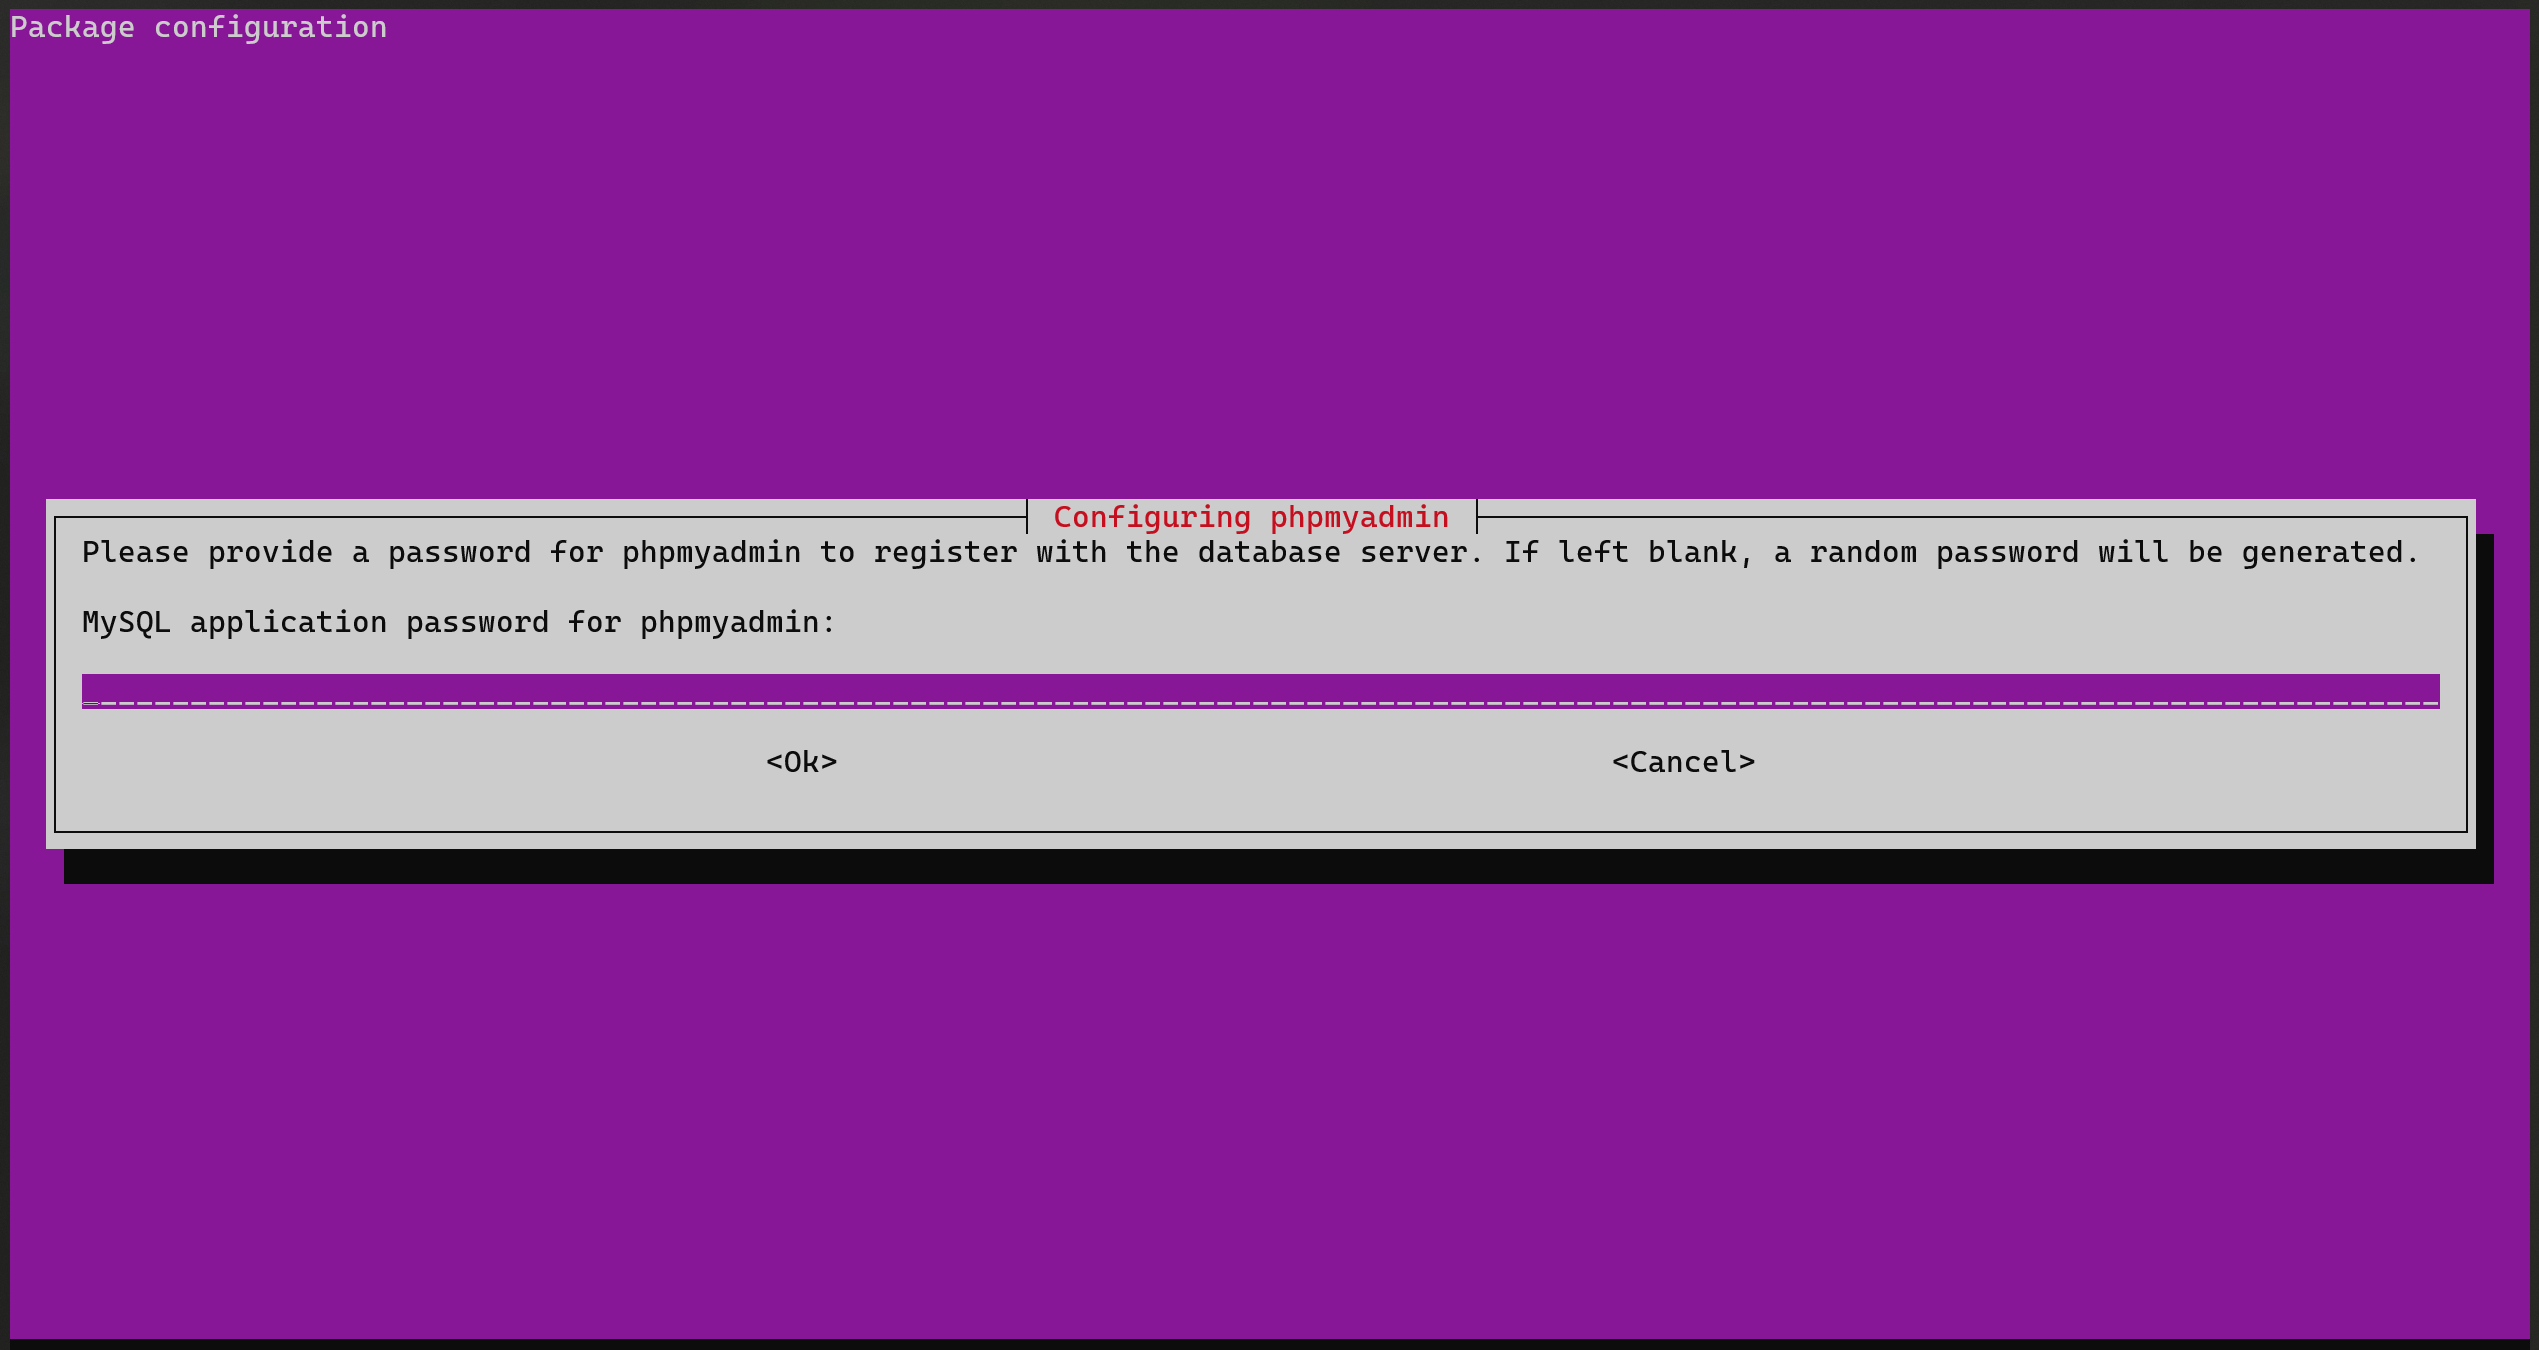 Package configuration
Configuring phpmyadmin
Please provide a password for phpmyadmin to register with the database server. If left blank, a random password will be generated.
MySQL application password for phpmyadmin:
<Ok> <Cancel>